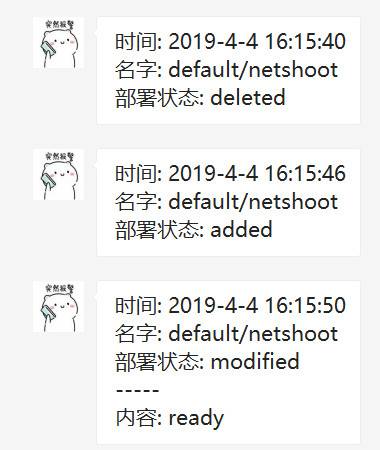 突然报警
时间: 2019-4-4 16:15:40
名字: default/netshoot
部署状态: deleted
突然报警
时间: 2019-4-4 16:15:46
名字: default/netshoot
部署状态: added
突然报警
时间: 2019-4-4 16:15:50
名字: default/netshoot
部署状态: modified
-----
内容: ready